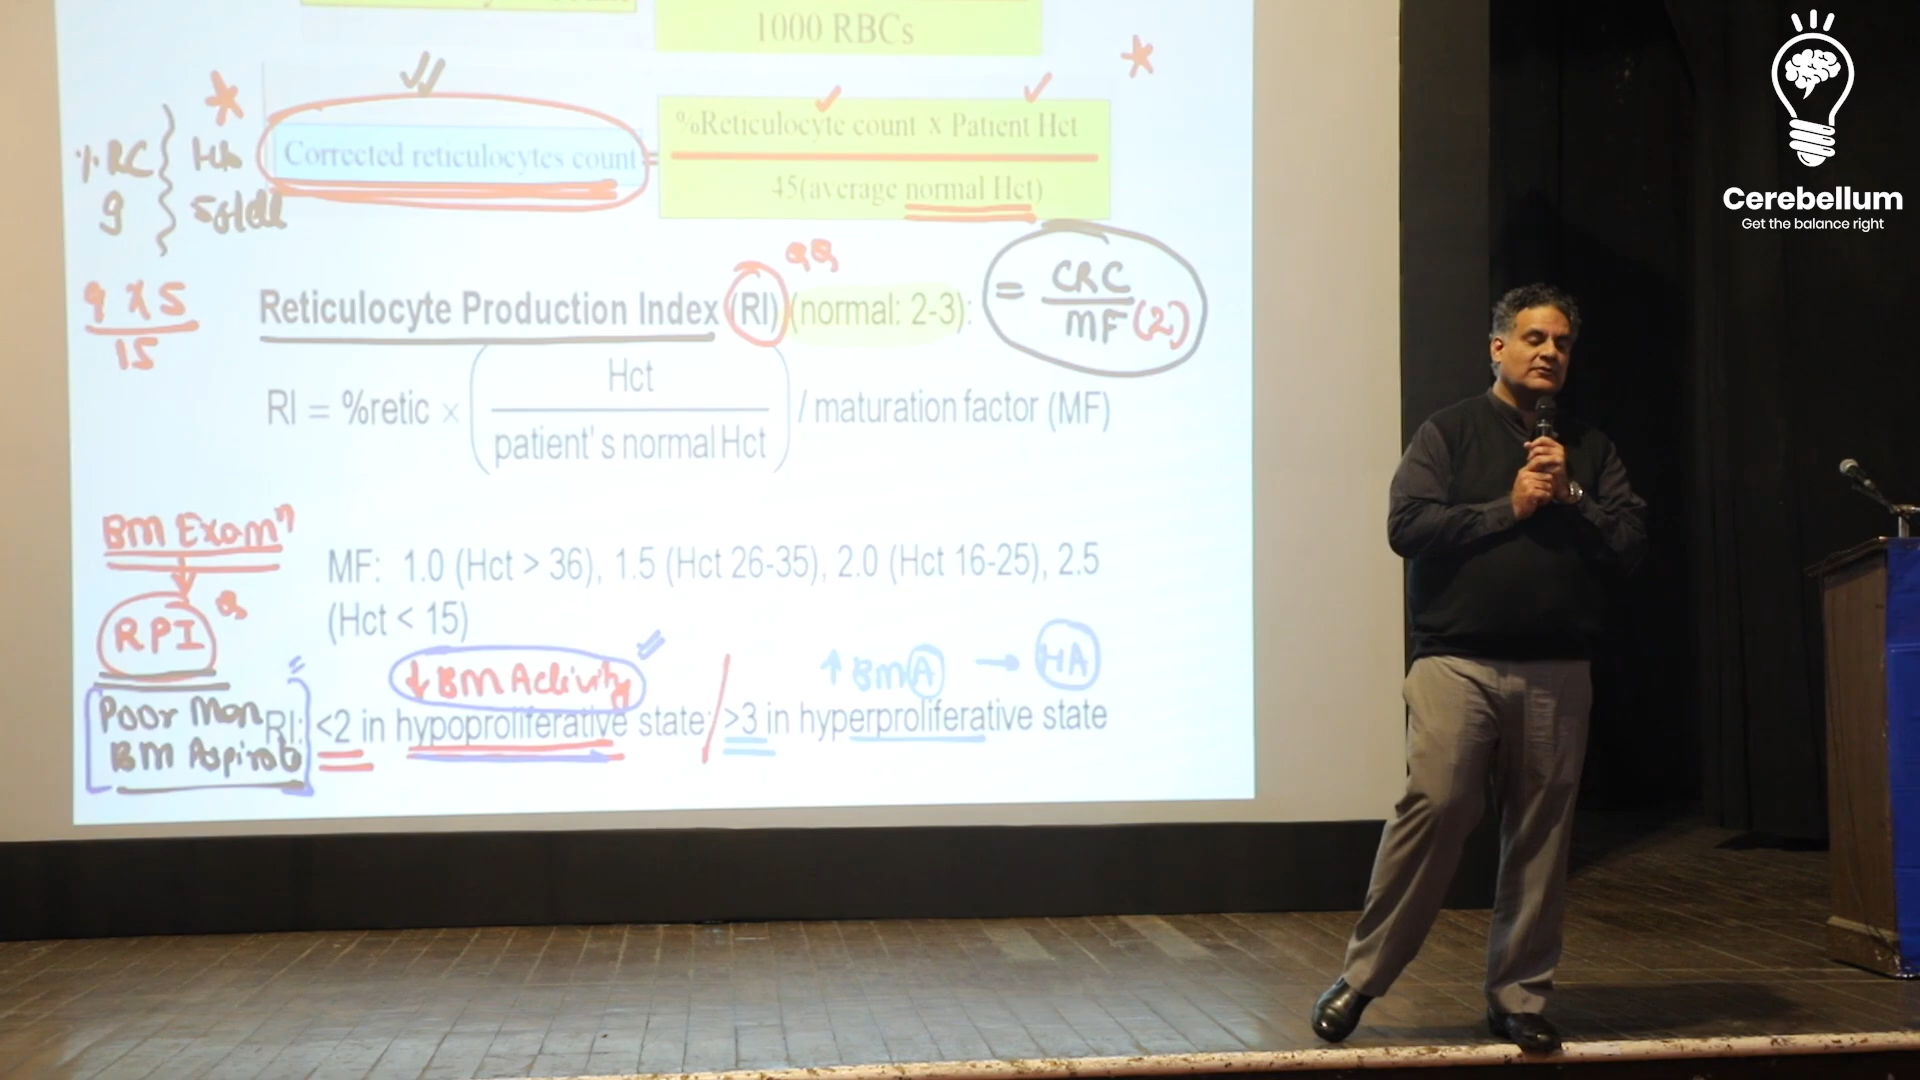 1000 RBCs
%RC
9
Hb
5g/dl
Corrected reticulocytes count
=
%Reticulocyte count x Patient Hct
45(average normal Hct)
9 X 5
15
Reticulocyte Production Index (RI) (normal: 2-3):
= CRC
MF (2)
RI = %retic × ( Hct
patient's normal Hct ) / maturation factor (MF)
BM Examⁿ
RPI
Poor Man
BM Aspirate
MF: 1.0 (Hct > 36), 1.5 (Hct 26-35), 2.0 (Hct 16-25), 2.5
(Hct < 15)
↓ BM Activity
↑ BM A → HA
RI: <2 in hypoproliferative state; >3 in hyperproliferative state
Cerebellum
Get the balance right